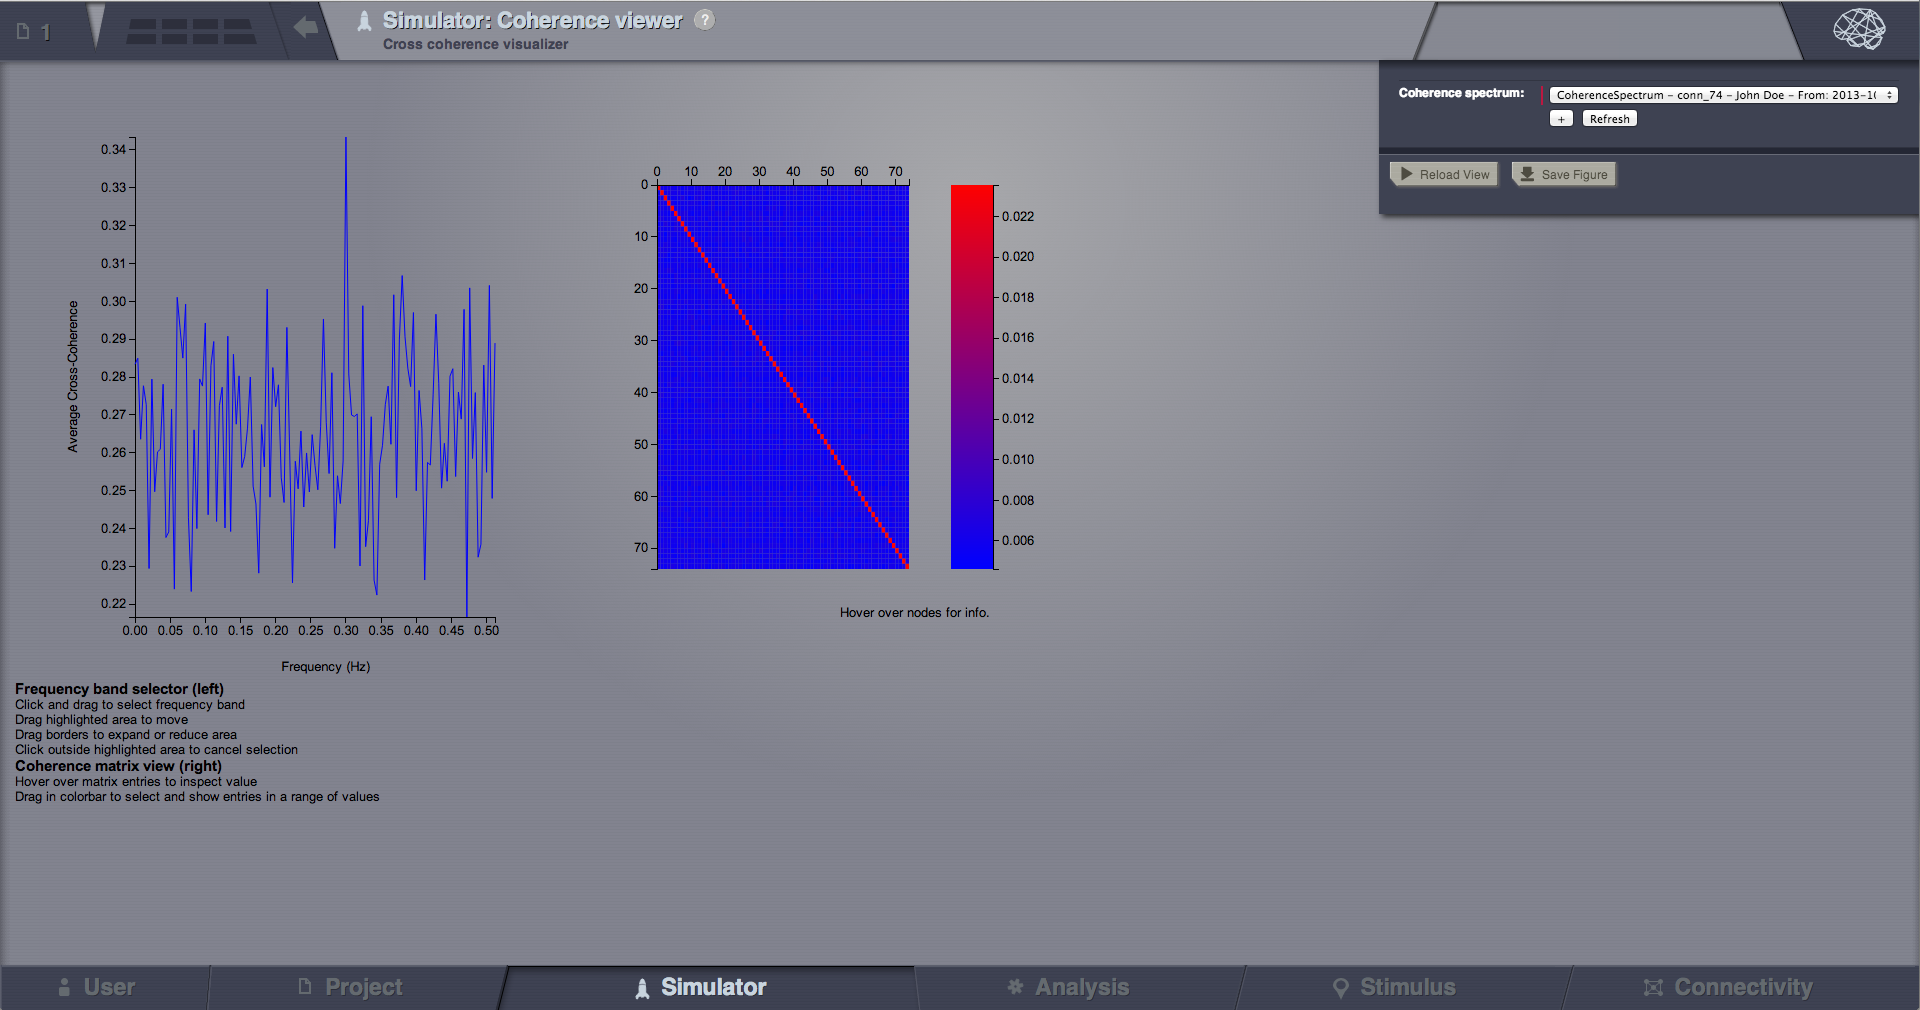 1
Simulator: Coherence viewer ?
Cross coherence visualizer
Coherence spectrum:
CoherenceSpectrum - conn_74 - John Doe - From: 2013-10
+ Refresh
Reload View Save Figure
0.34
0.33
0.32
0.31
0.30
0.29
0.28
0.27
0.26
0.25
0.24
0.23
0.22
Average Cross-Coherence
0.00 0.05 0.10 0.15 0.20 0.25 0.30 0.35 0.40 0.45 0.50
Frequency (Hz)
0 10 20 30 40 50 60 70
0
10
20
30
40
50
60
70
0.022
0.020
0.018
0.016
0.014
0.012
0.010
0.008
0.006
Hover over nodes for info.
Frequency band selector (left)
Click and drag to select frequency band
Drag highlighted area to move
Drag borders to expand or reduce area
Click outside highlighted area to cancel selection
Coherence matrix view (right)
Hover over matrix entries to inspect value
Drag in colorbar to select and show entries in a range of values
User Project Simulator Analysis Stimulus Connectivity